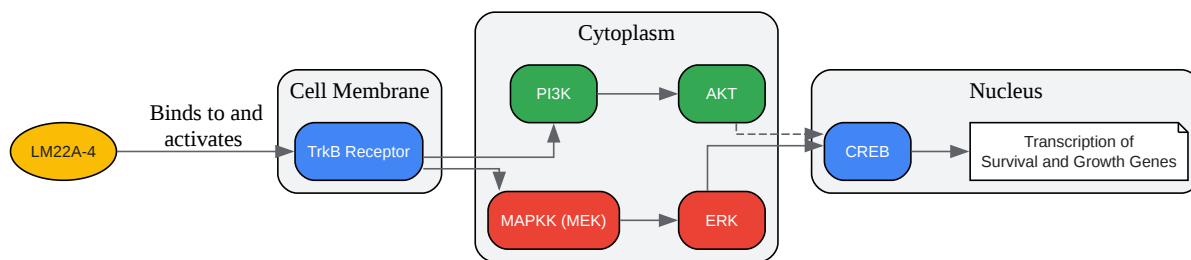 Cytoplasm
Cell Membrane
Nucleus
Binds to and
activates
LM22A-4
TrkB Receptor
PI3K
AKT
MAPKK (MEK)
ERK
CREB
Transcription of
Survival and Growth Genes